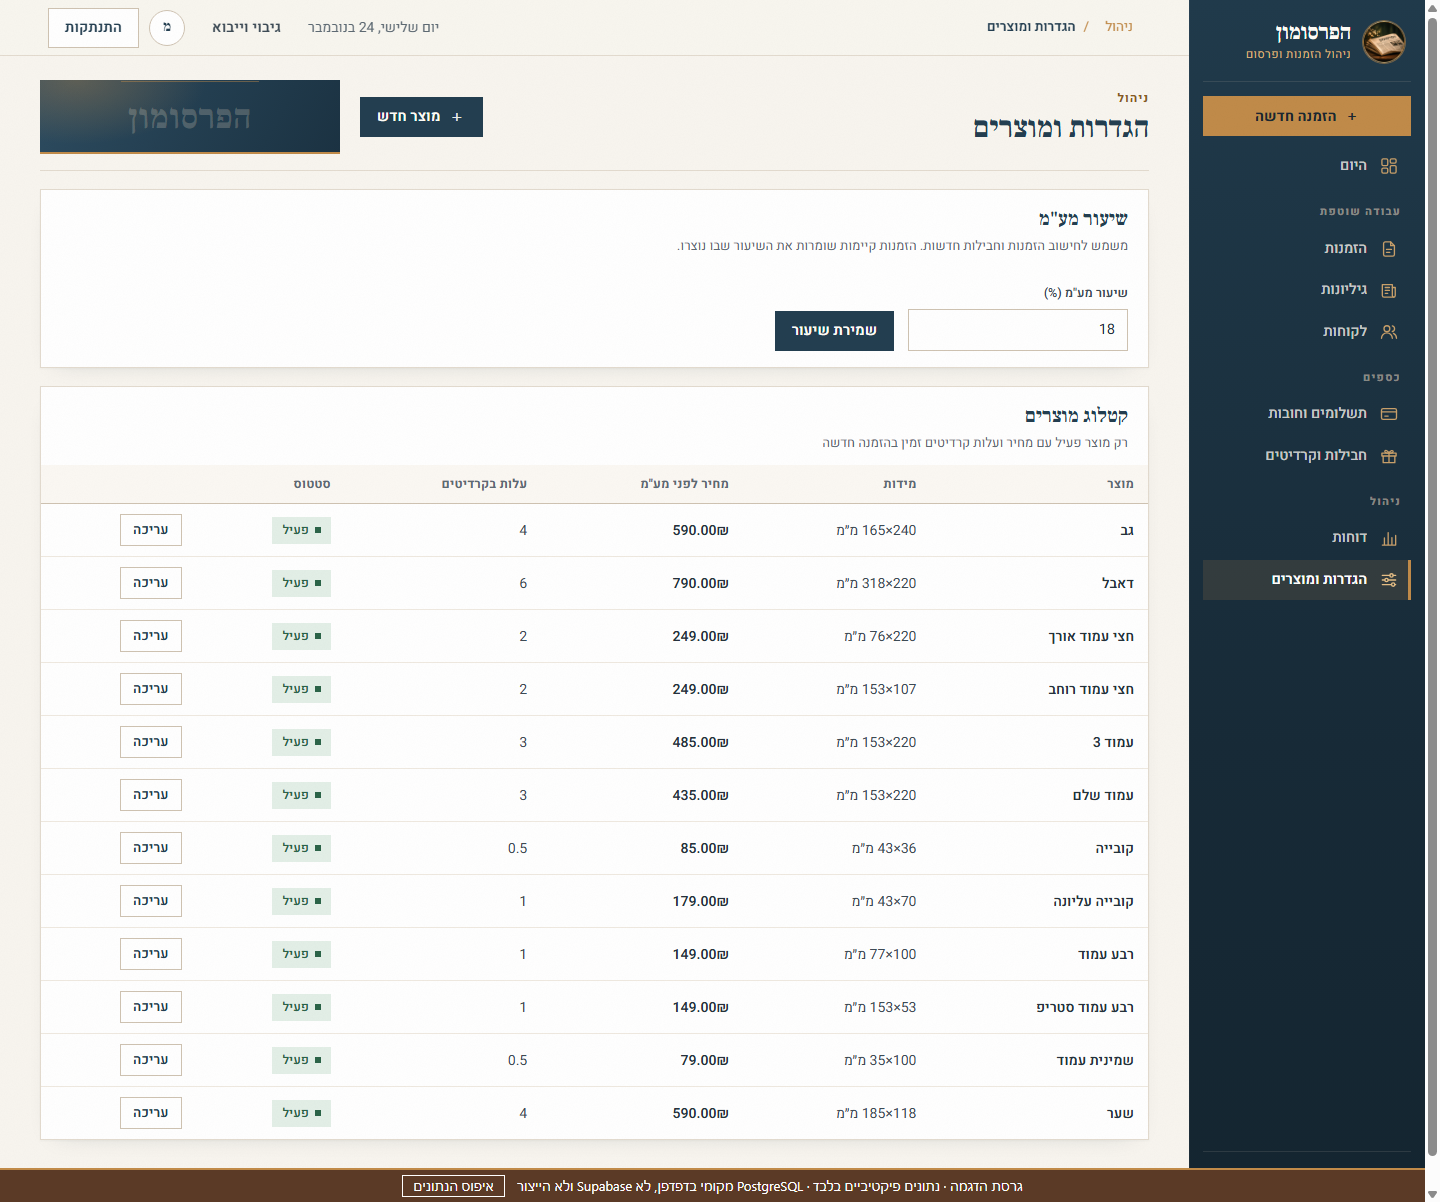 הפרסומון
ניהול הזמנות ופרסום
+ הזמנה חדשה
היום
עבודה שוטפת
הזמנות
גיליונות
לקוחות
כספים
תשלומים וחובות
חבילות וקרדיטים
ניהול
דוחות
הגדרות ומוצרים
ניהול / הגדרות ומוצרים
יום שלישי, 24 בנובמבר
גיבוי וייבוא
מ
התנתקות
ניהול
הגדרות ומוצרים
+ מוצר חדש
הפרסומון
שיעור מע"מ
משמש לחישוב הזמנות וחבילות חדשות. הזמנות קיימות שומרות את השיעור שבו נוצרו.
שיעור מע"מ (%)
18
שמירת שיעור
קטלוג מוצרים
רק מוצר פעיל עם מחיר ועלות קרדיטים זמין בהזמנה חדשה
מוצר מידות מחיר לפני מע"מ עלות בקרדיטים סטטוס
גב 165×240 מ״מ ₪590.00 4 פעיל עריכה
דאבל 318×220 מ״מ ₪790.00 6 פעיל עריכה
חצי עמוד אורך 76×220 מ״מ ₪249.00 2 פעיל עריכה
חצי עמוד רוחב 153×107 מ״מ ₪249.00 2 פעיל עריכה
עמוד 3 153×220 מ״מ ₪485.00 3 פעיל עריכה
עמוד שלם 153×220 מ״מ ₪435.00 3 פעיל עריכה
קובייה 43×36 מ״מ ₪85.00 0.5 פעיל עריכה
קובייה עליונה 43×70 מ״מ ₪179.00 1 פעיל עריכה
רבע עמוד 77×100 מ״מ ₪149.00 1 פעיל עריכה
רבע עמוד סטריפ 153×53 מ״מ ₪149.00 1 פעיל עריכה
שמינית עמוד 35×100 מ״מ ₪79.00 0.5 פעיל עריכה
שער 185×118 מ״מ ₪590.00 4 פעיל עריכה
גרסת הדגמה · נתונים פיקטיביים בלבד · PostgreSQL מקומי בדפדפן, לא Supabase ולא הייצור
איפוס הנתונים